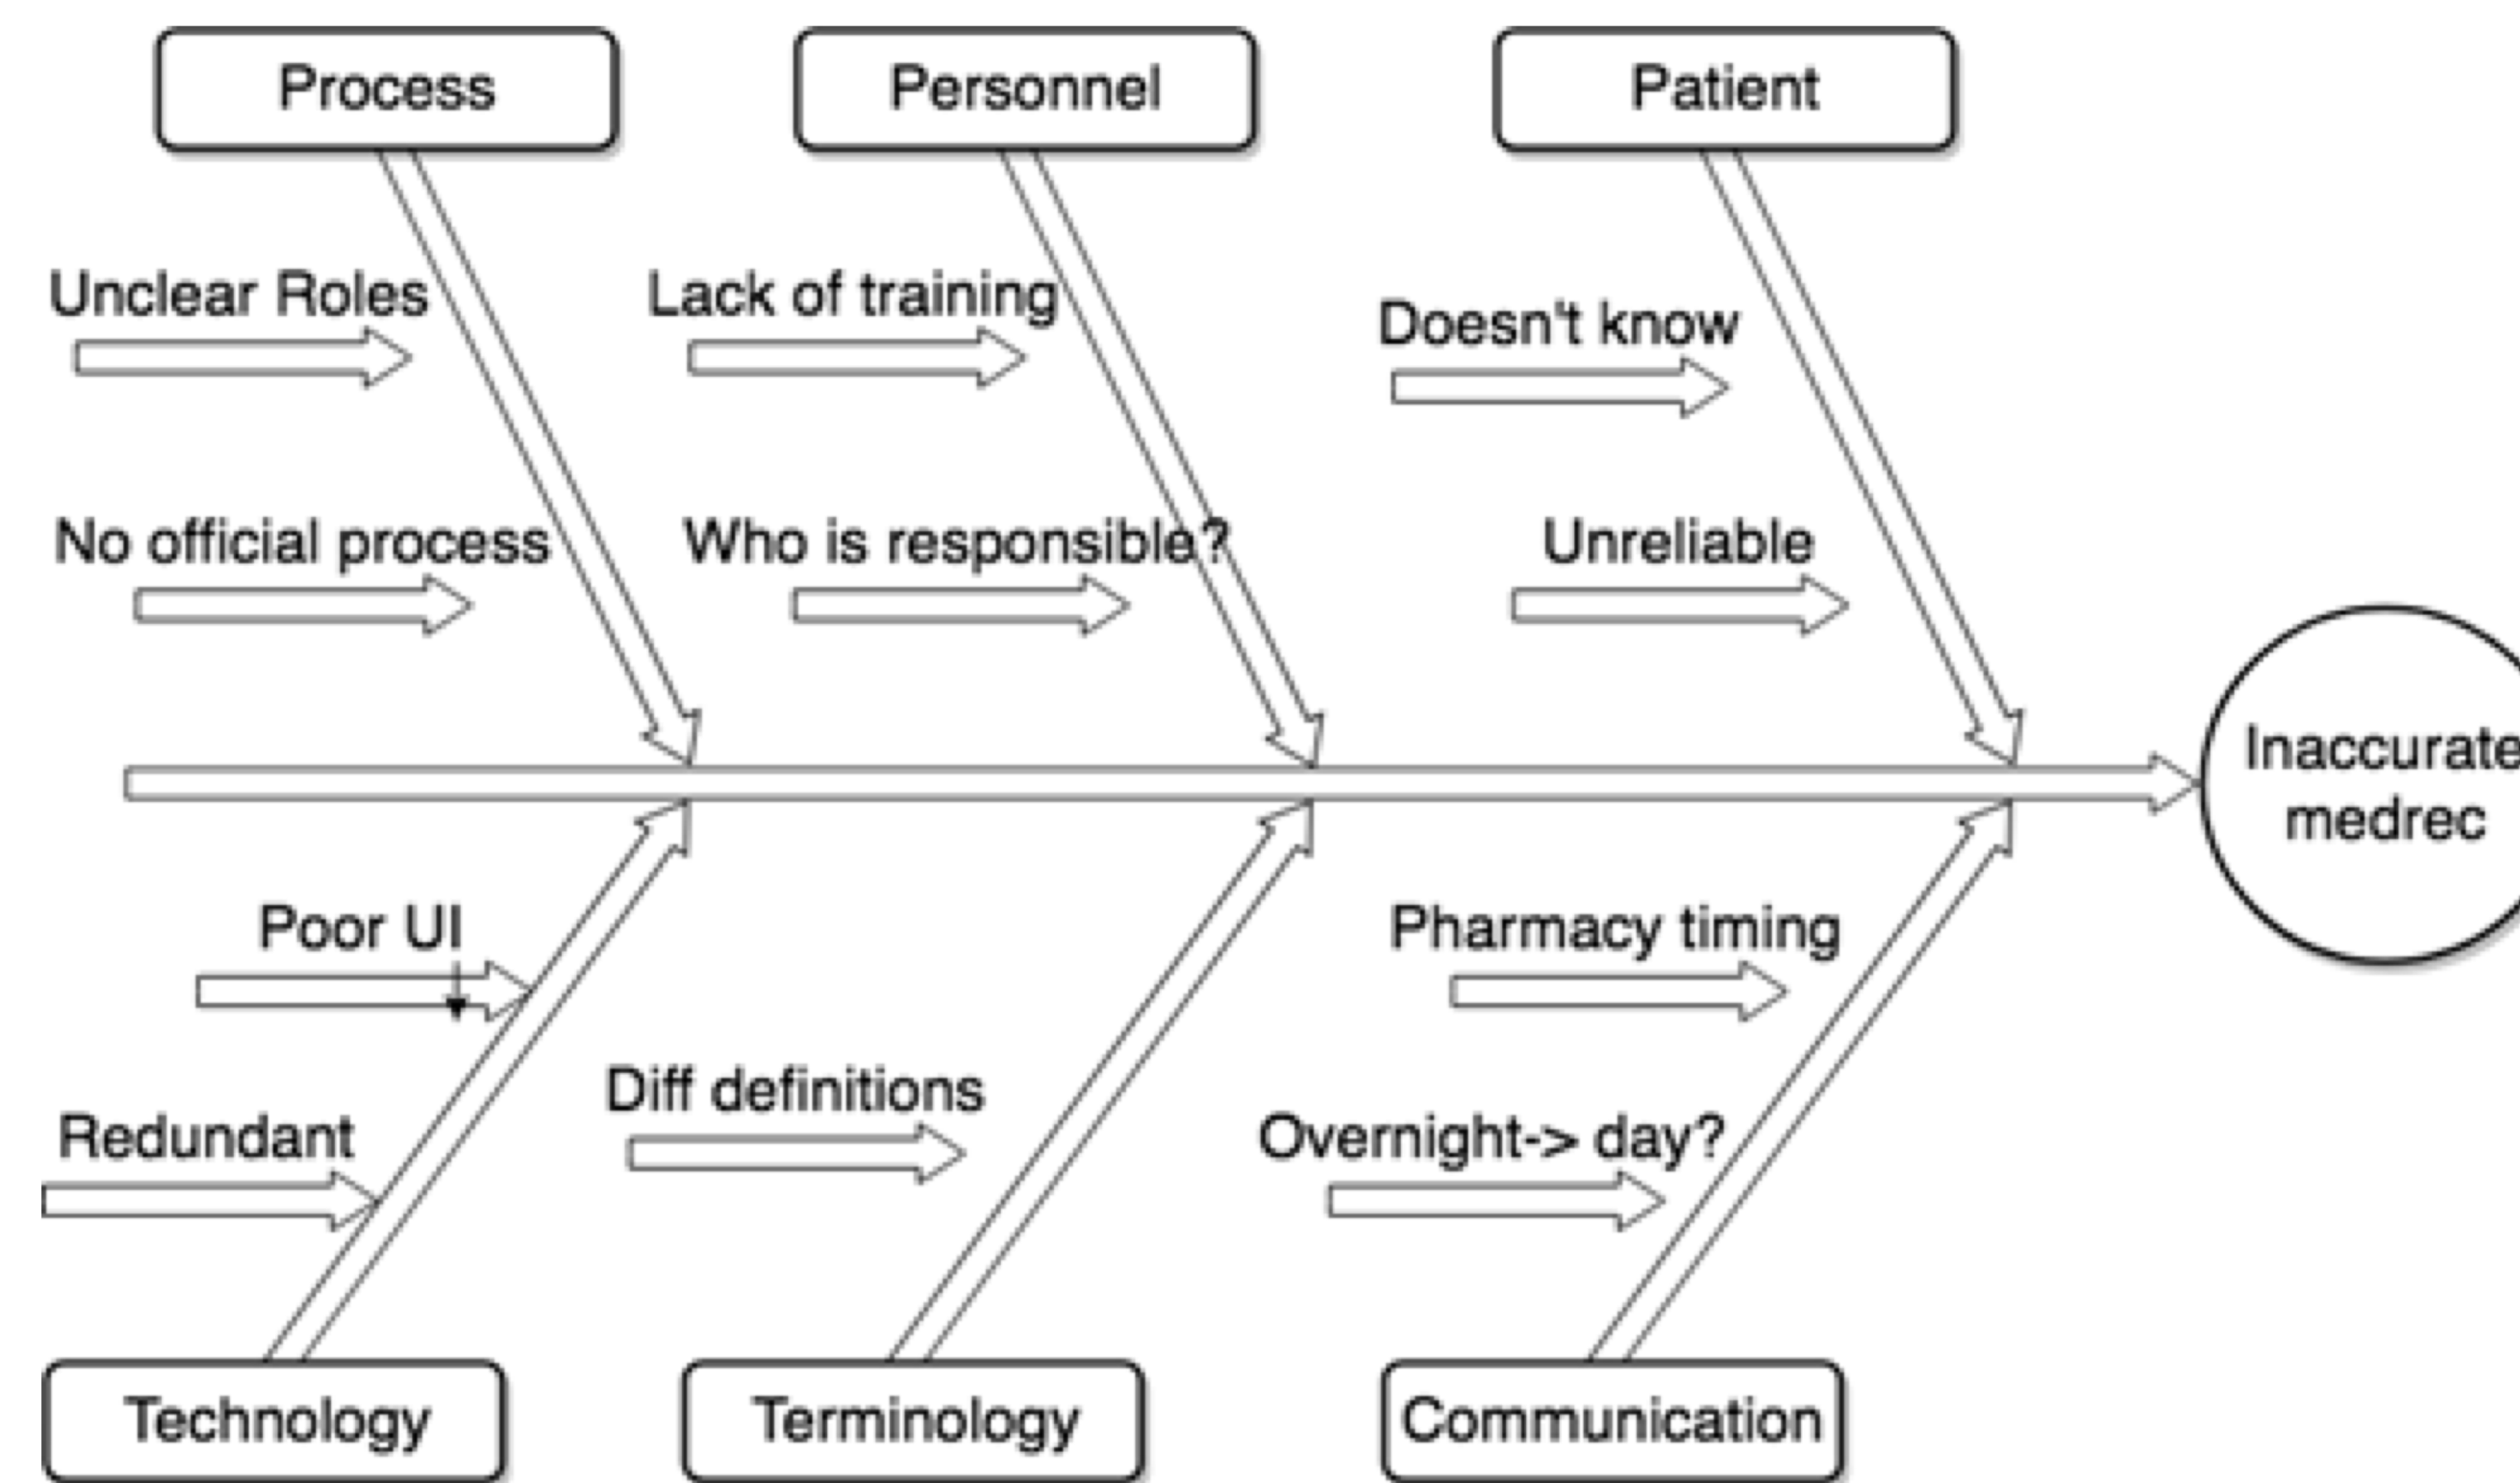 Process
Personnel
Patient
Unclear Roles
Lack of training
Doesn't know
No official process
Who is responsible?
Unreliable
Inaccurate
medrec
Poor UI
Pharmacy timing
Diff definitions
Redundant
Overnight-> day?
Technology
Terminology
Communication